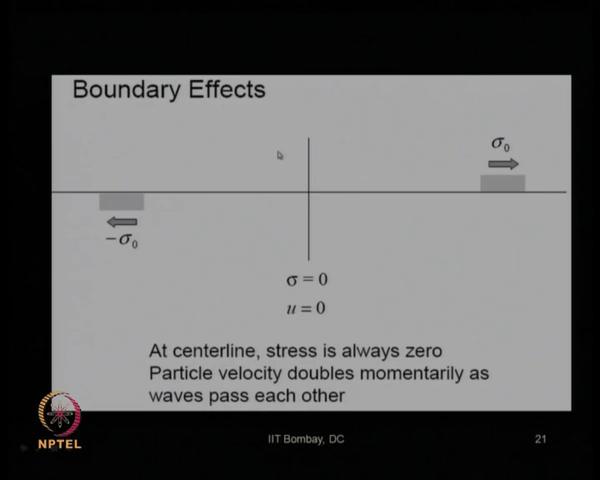 Boundary Effects
σ₀
−σ₀
σ = 0
u = 0
At centerline, stress is always zero
Particle velocity doubles momentarily as
waves pass each other
NPTEL
IIT Bombay, DC
21